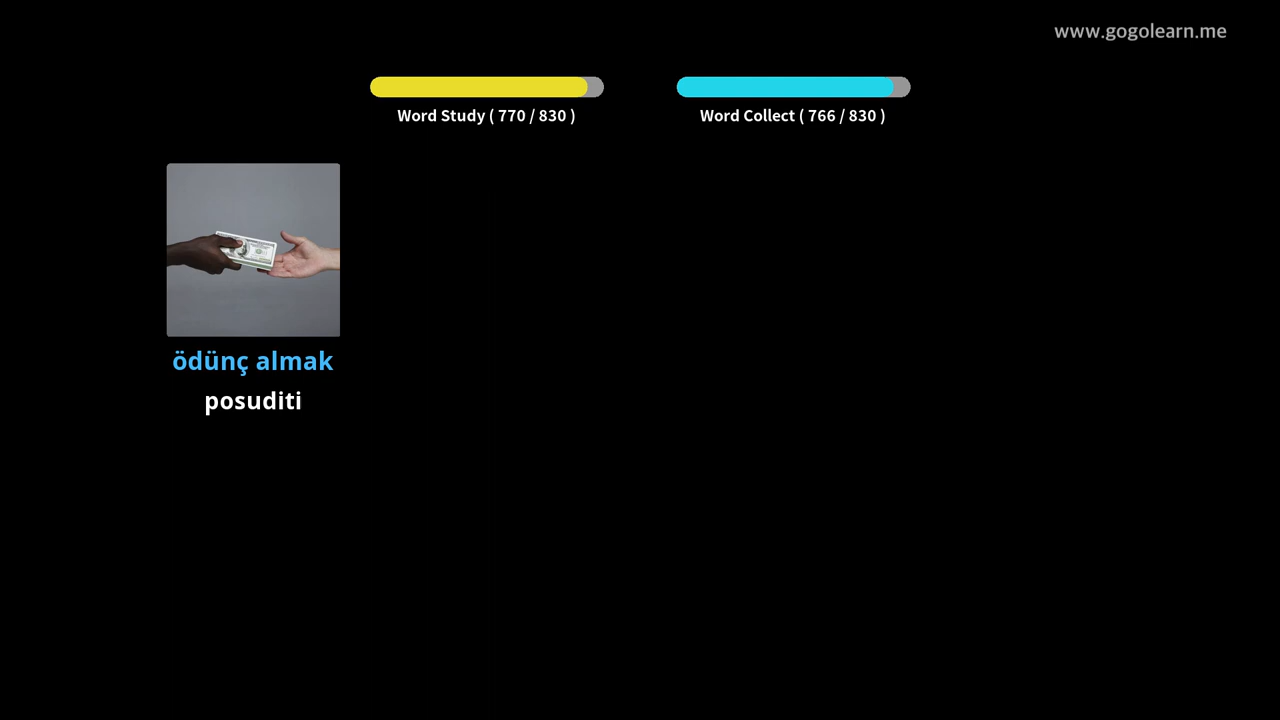 www.gogolearn.me
Word Study ( 770 / 830 )
Word Collect ( 766 / 830 )
ödünç almak
posuditi